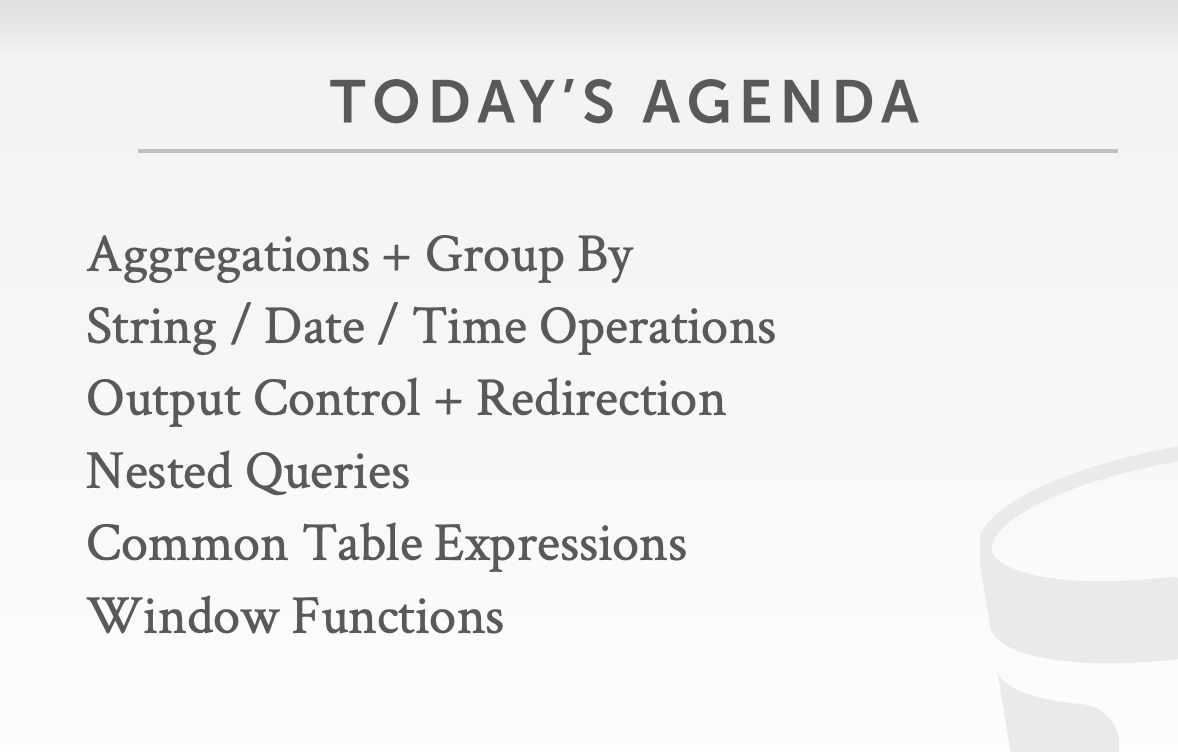 TODAY’S AGENDA
Aggregations + Group By
String / Date / Time Operations
Output Control + Redirection
Nested Queries
Common Table Expressions
Window Functions